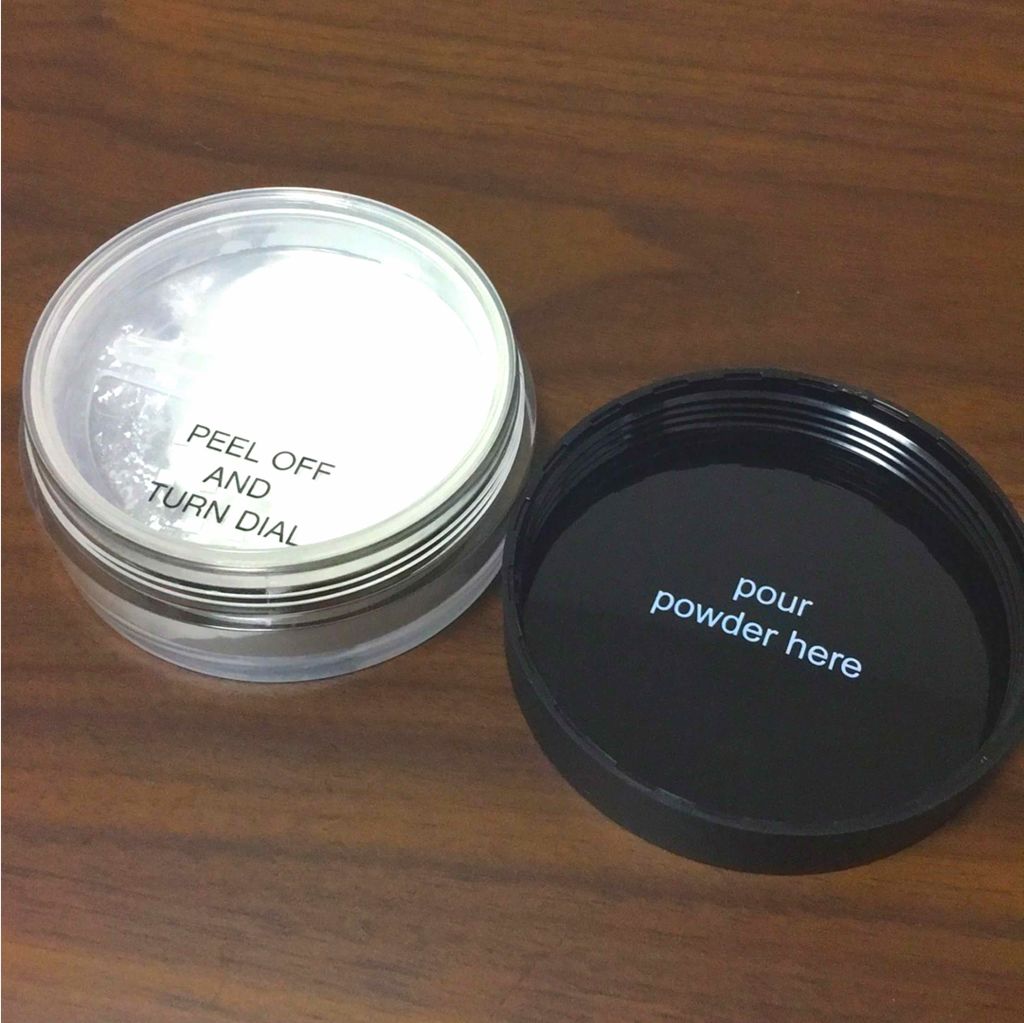 PEEL OFF
AND
TURN DIAL
pour
powder here